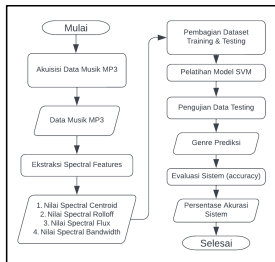 Mulai
Akuisisi Data Musik MP3
Data Musik MP3
Ekstraksi Spectral Features
1. Nilai Spectral Centroid
2. Nilai Spectral Rolloff
3. Nilai Spectral Flux
4. Nilai Spectral Bandwidth
Pembagian Dataset
Training & Testing
Pelatihan Model SVM
Pengujian Data Testing
Genre Prediksi
Evaluasi Sistem (accuracy)
Persentase Akurasi
Sistem
Selesai